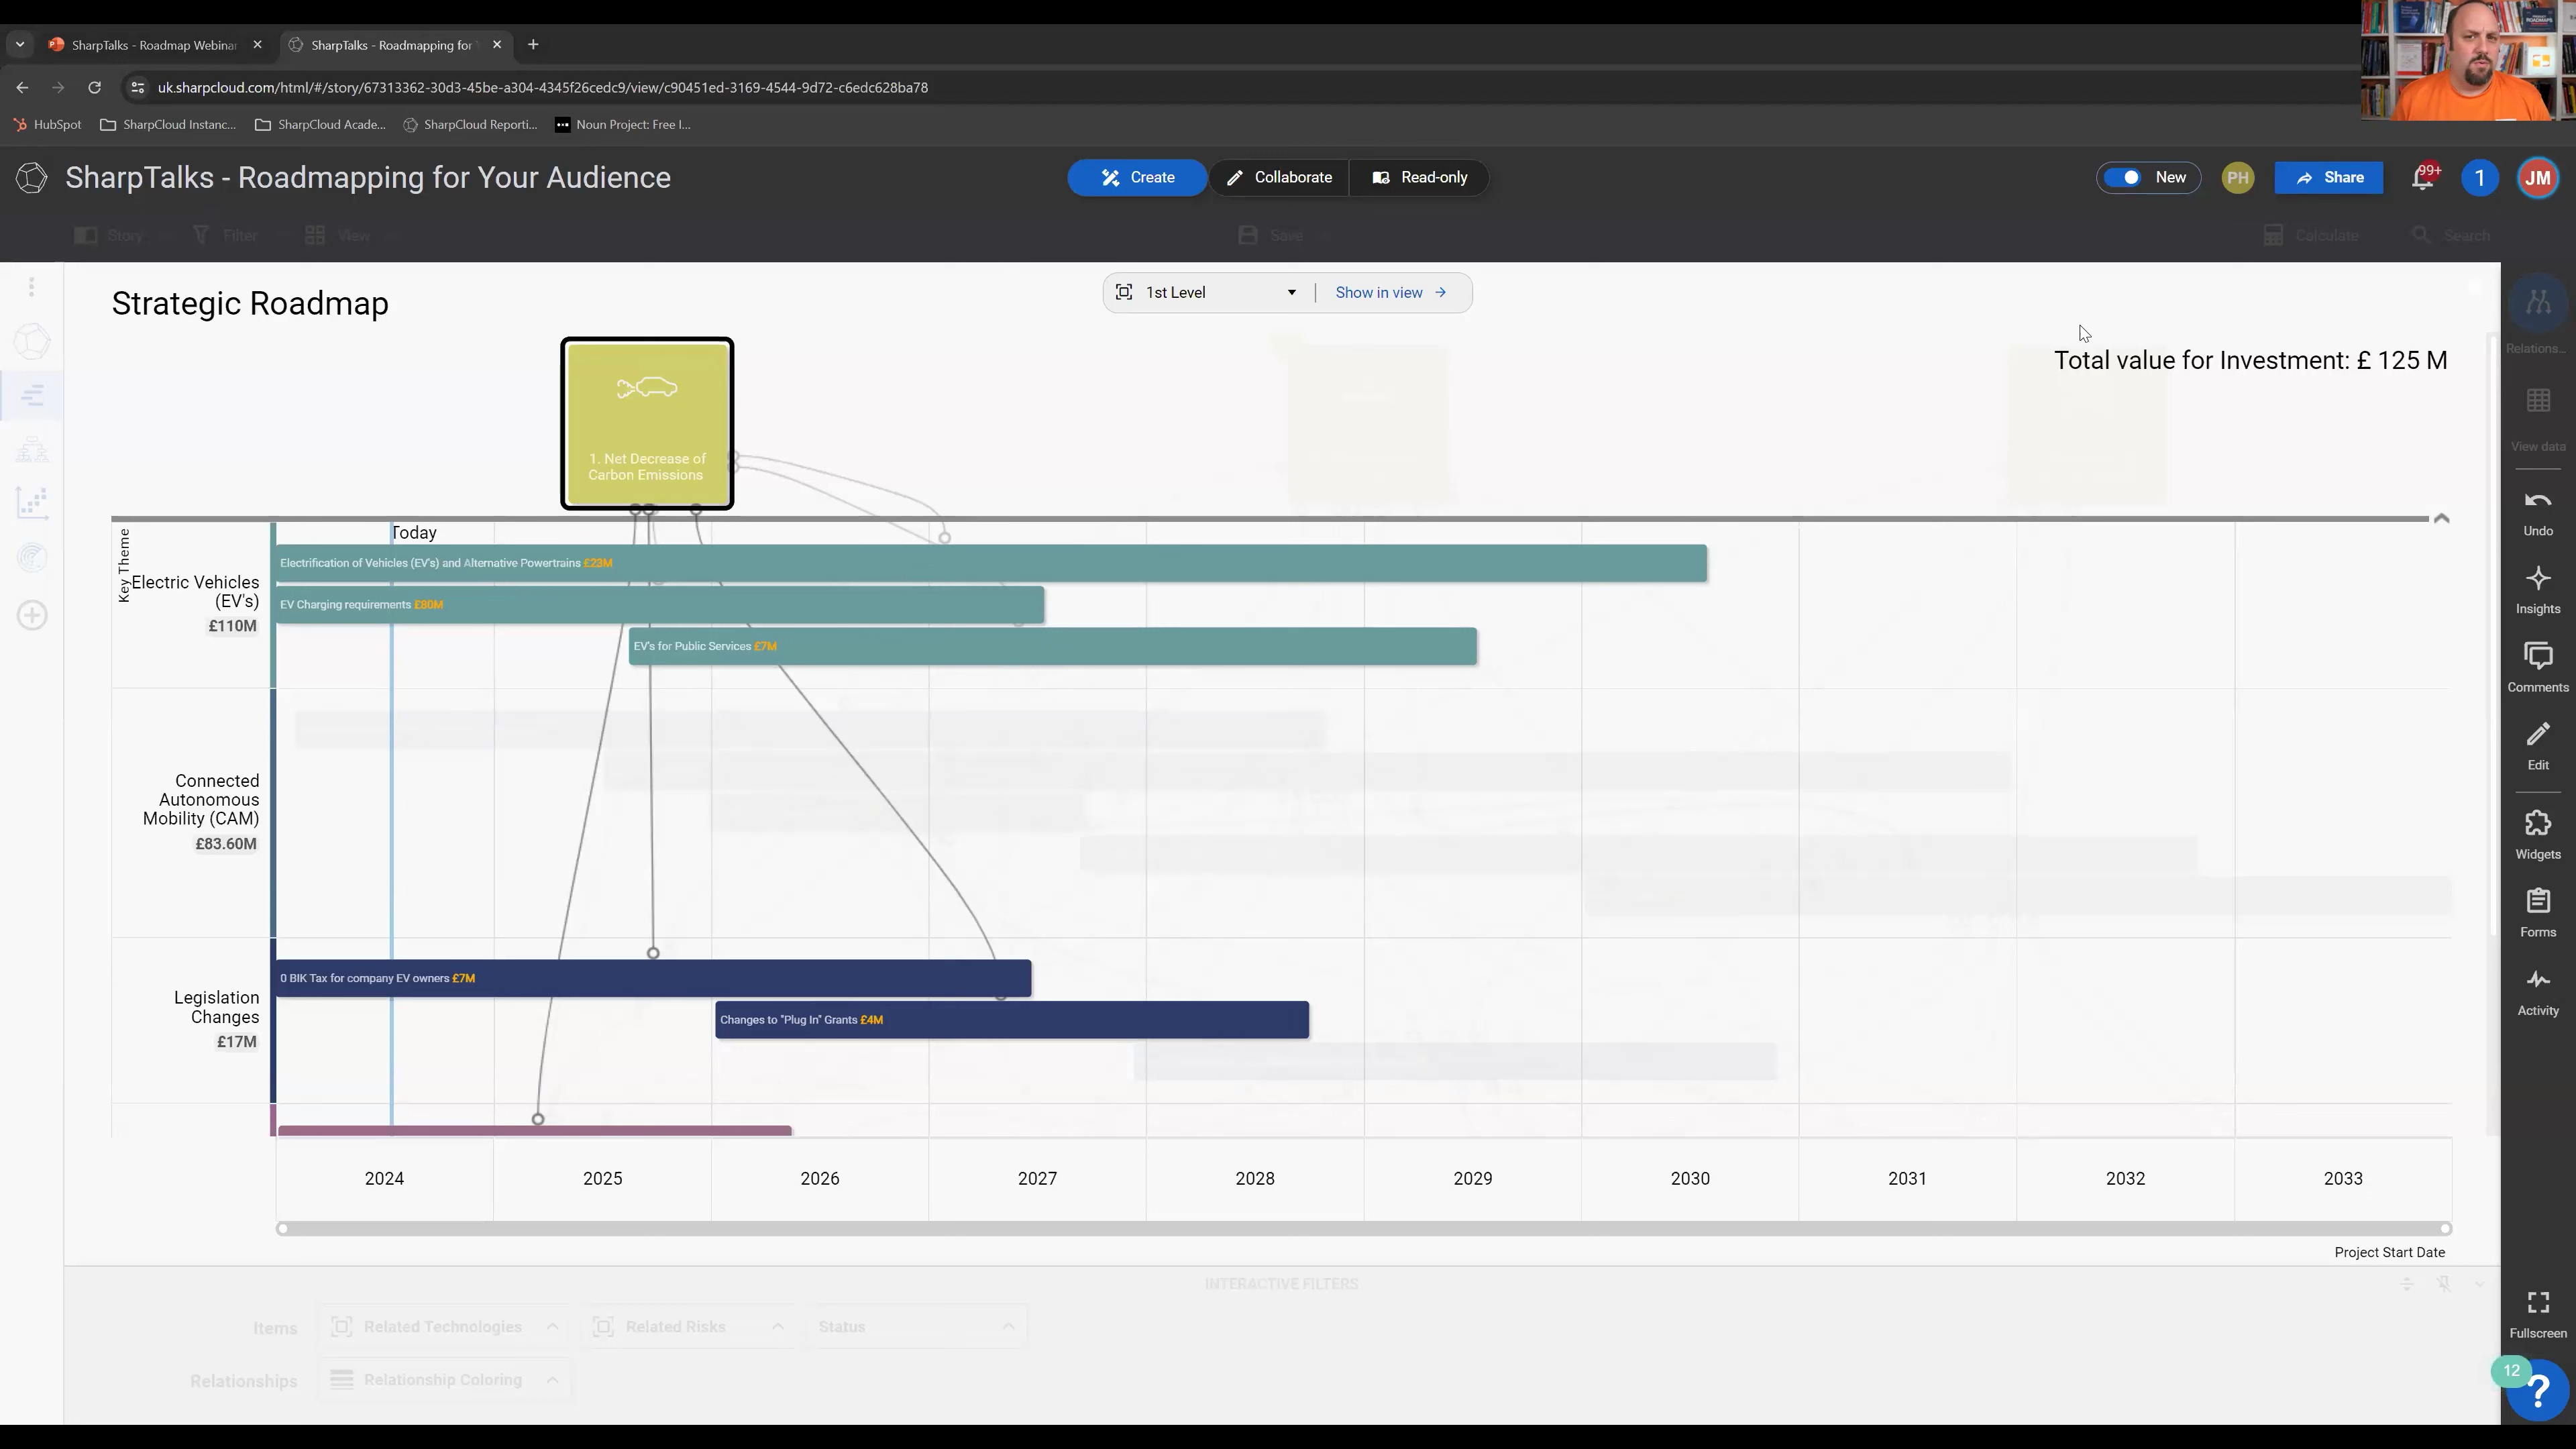 SharpTalks - Roadmap Webinar
SharpTalks - Roadmapping for
uk.sharpcloud.com/html/#/story/67313362-30d3-45be-a304-4345f26cedc9/view/c90451ed-3169-4544-9d72-c6edc628ba78
HubSpot
SharpCloud Instanc...
SharpCloud Acade...
SharpCloud Reporti...
Noun Project: Free I...
SharpTalks - Roadmapping for Your Audience
Create
Collaborate
Read-only
New
PH
Share
99+
1
JM
Story
Filter
View
Save
Calculate
Search
Strategic Roadmap
1st Level
Show in view
Total value for Investment: £ 125 M
1. Net Decrease of
Carbon Emissions
Key Theme
Today
Electric Vehicles
(EV's)
£110M
Electrification of Vehicles (EV's) and Alternative Powertrains £23M
EV Charging requirements £80M
EV's for Public Services £7M
Connected
Autonomous
Mobility (CAM)
£83.60M
Legislation
Changes
£17M
0 BIK Tax for company EV owners £7M
Changes to "Plug In" Grants £4M
2024
2025
2026
2027
2028
2029
2030
2031
2032
2033
Project Start Date
INTERACTIVE FILTERS
Items
Related Technologies
Related Risks
Status
Relationships
Relationship Coloring
Relations...
View data
Undo
Insights
Comments
Edit
Widgets
Forms
Activity
Fullscreen
12
?